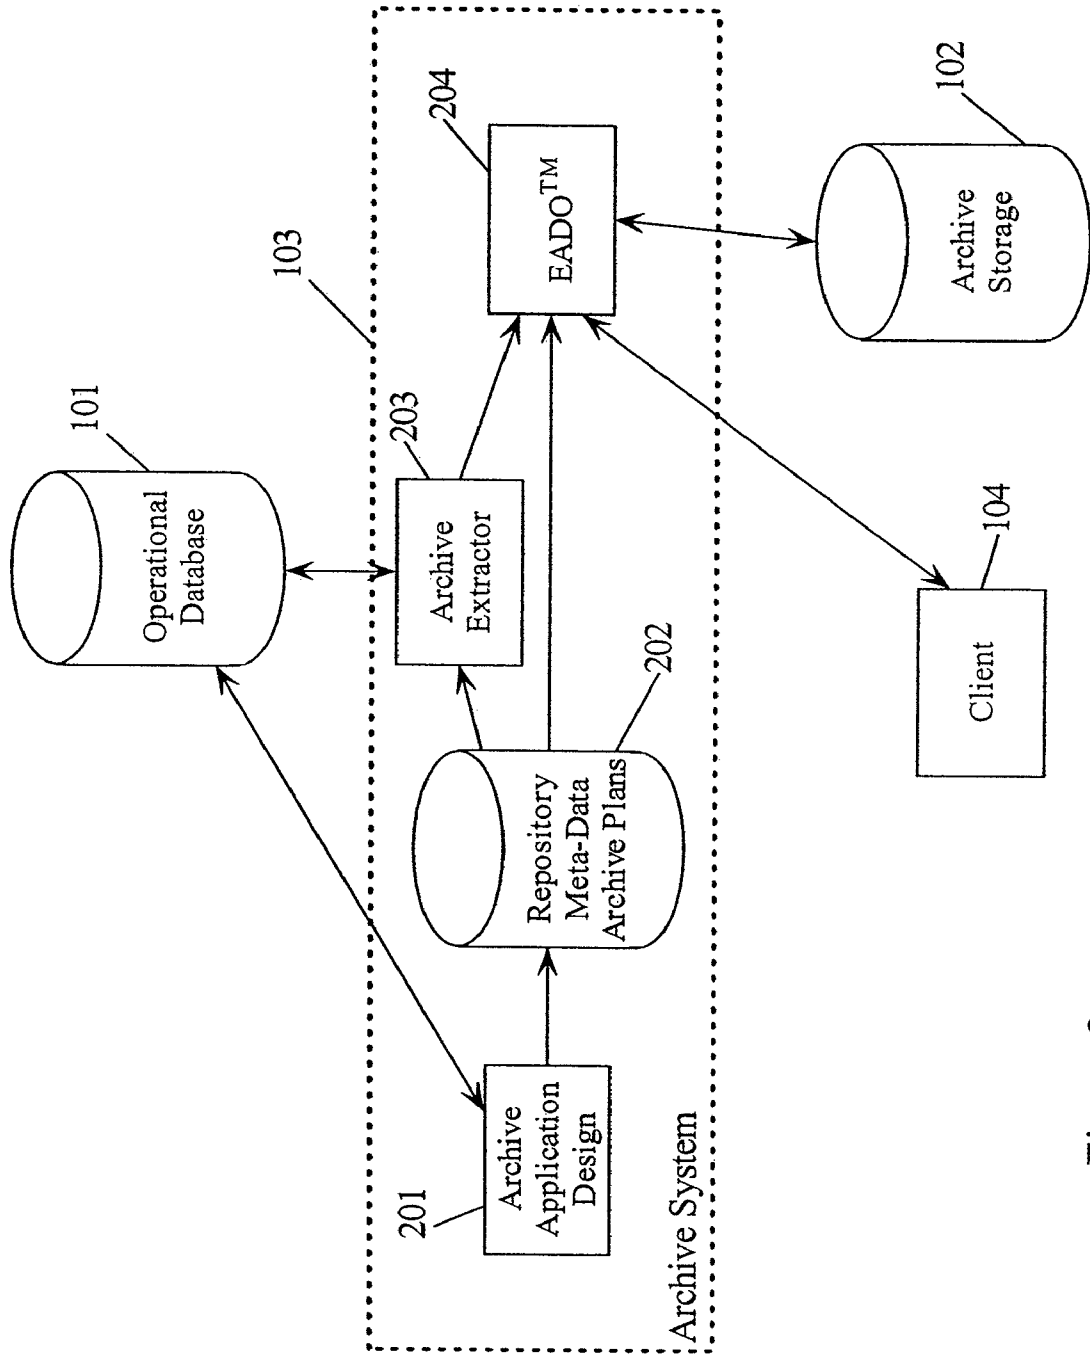 101
Operational
Database
103
203
Archive
Extractor
204
EADO™
201
Archive
Application
Design
Repository
Meta-Data
Archive Plans
202
Archive System
Client
104
Archive
Storage
102